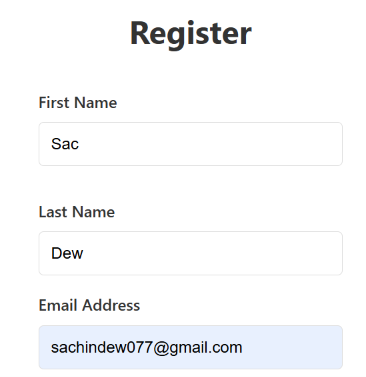 Register
First Name
Sac
Last Name
Dew
Email Address
sachindew077@gmail.com